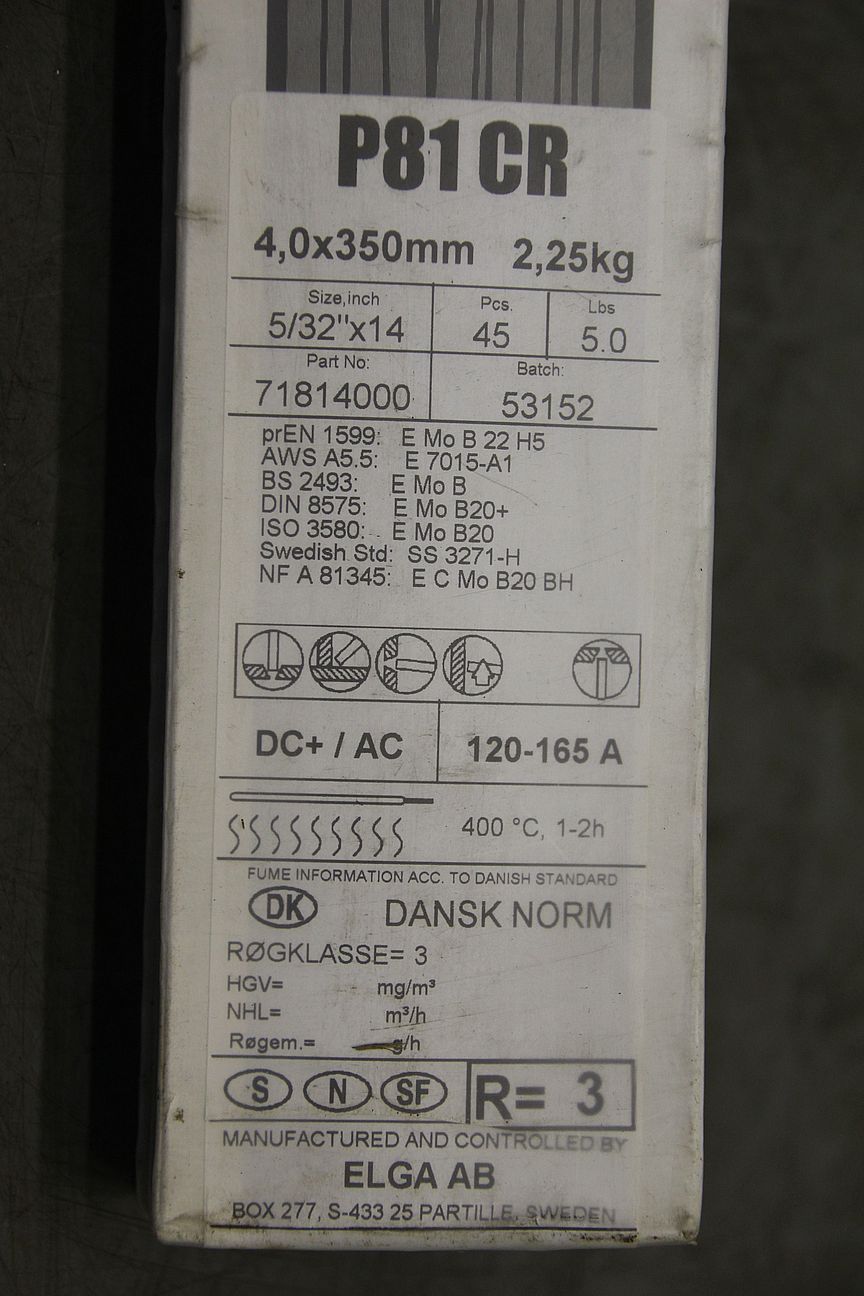 P81 CR
4,0x350mm 2,25kg
Size,inch Pcs. Lbs
5/32"x14 45 5.0
Part No: Batch:
71814000 53152
prEN 1599: E Mo B 22 H5
AWS A5.5: E 7015-A1
BS 2493: E Mo B
DIN 8575: E Mo B20+
ISO 3580: E Mo B20
Swedish Std: SS 3271-H
NF A 81345: E C Mo B20 BH
DC+ / AC 120-165 A
400 °C, 1-2h
FUME INFORMATION ACC. TO DANISH STANDARD
DK DANSK NORM
RØGKLASSE= 3
HGV= mg/m³
NHL= m³/h
Røgem.= g/h
S N SF R= 3
MANUFACTURED AND CONTROLLED BY
ELGA AB
BOX 277, S-433 25 PARTILLE, SWEDEN